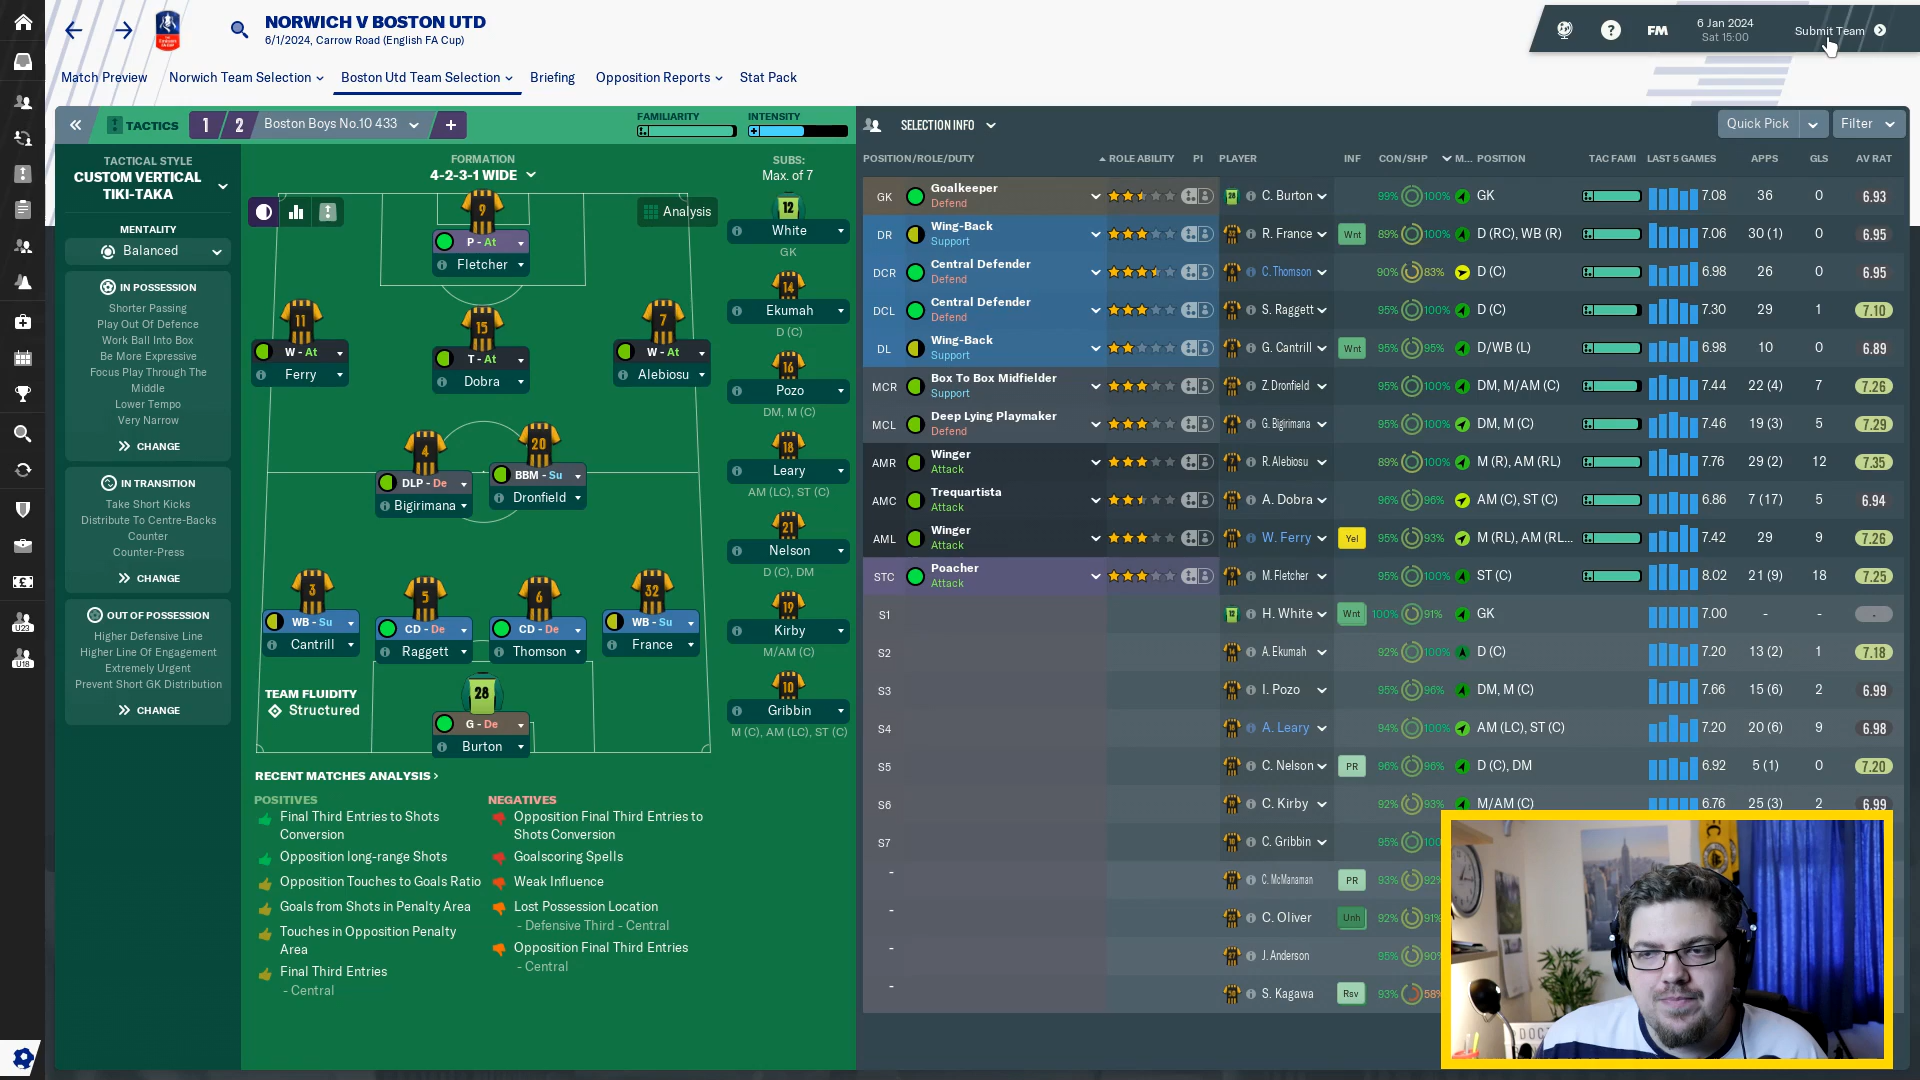 NORWICH V BOSTON UTD
6/1/2024, Carrow Road (English FA Cup)
FM
6 Jan 2024
Sat 15:00
Submit Team
Match Preview
Norwich Team Selection
Boston Utd Team Selection
Briefing
Opposition Reports
Stat Pack
TACTICS
1
2
Boston Boys No.10 433
+
FAMILIARITY
INTENSITY
TACTICAL STYLE
CUSTOM VERTICAL
TIKI-TAKA
MENTALITY
Balanced
IN POSSESSION
Shorter Passing
Play Out Of Defence
Work Ball Into Box
Be More Expressive
Focus Play Through The
Middle
Lower Tempo
Very Narrow
CHANGE
IN TRANSITION
Take Short Kicks
Distribute To Centre-Backs
Counter
Counter-Press
CHANGE
OUT OF POSSESSION
Higher Defensive Line
Higher Line Of Engagement
Extremely Urgent
Prevent Short GK Distribution
CHANGE
U23
U18
FORMATION
4-2-3-1 WIDE
Analysis
9
P - At
Fletcher
11
W - At
Ferry
15
T - At
Dobra
7
W - At
Alebiosu
4
DLP - De
Bigirimana
20
BBM - Su
Dronfield
3
WB - Su
Cantrill
5
CD - De
Raggett
6
CD - De
Thomson
32
WB - Su
France
28
G - De
Burton
TEAM FLUIDITY
Structured
SUBS:
Max. of 7
12
White
GK
14
Ekumah
D (C)
16
Pozo
DM, M (C)
18
Leary
AM (LC), ST (C)
21
Nelson
D (C), DM
19
Kirby
M/AM (C)
10
Gribbin
M (C), AM (LC), ST (C)
RECENT MATCHES ANALYSIS >
POSITIVES
Final Third Entries to Shots
Conversion
Opposition long-range Shots
Opposition Touches to Goals Ratio
Goals from Shots in Penalty Area
Touches in Opposition Penalty
Area
Final Third Entries
- Central
NEGATIVES
Opposition Final Third Entries to
Shots Conversion
Goalscoring Spells
Weak Influence
Lost Possession Location
- Defensive Third - Central
Opposition Final Third Entries
- Central
SELECTION INFO
Quick Pick
Filter
POSITION/ROLE/DUTY ROLE ABILITY PI PLAYER INF CON/SHP M... POSITION TAC FAMI LAST 5 GAMES APPS GLS AV RAT
GK Goalkeeper Defend C. Burton 99% 100% GK 7.08 36 0 6.93
DR Wing-Back Support R. France Wnt 89% 100% D (RC), WB (R) 7.06 30 (1) 0 6.95
DCR Central Defender Defend C. Thomson 90% 83% D (C) 6.98 26 0 6.95
DCL Central Defender Defend S. Raggett 95% 100% D (C) 7.30 29 1 7.10
DL Wing-Back Support G. Cantrill Wnt 95% 95% D/WB (L) 6.98 10 0 6.89
MCR Box To Box Midfielder Support Z. Dronfield 95% 100% DM, M/AM (C) 7.44 22 (4) 7 7.26
MCL Deep Lying Playmaker Defend G. Bigirimana 95% 100% DM, M (C) 7.46 19 (3) 5 7.29
AMR Winger Attack R. Alebiosu 89% 100% M (R), AM (RL) 7.76 29 (2) 12 7.35
AMC Trequartista Attack A. Dobra 96% 96% AM (C), ST (C) 6.86 7 (17) 5 6.94
AML Winger Attack W. Ferry Yel 95% 93% M (RL), AM (RL... 7.42 29 9 7.26
STC Poacher Attack M. Fletcher 95% 100% ST (C) 8.02 21 (9) 18 7.25
S1 H. White Wnt 100% 91% GK 7.00 - - -
S2 A. Ekumah 92% 100% D (C) 7.20 13 (2) 1 7.18
S3 I. Pozo 95% 96% DM, M (C) 7.66 15 (6) 2 6.99
S4 A. Leary 94% 100% AM (LC), ST (C) 7.20 20 (6) 9 6.98
S5 C. Nelson PR 96% 96% D (C), DM 6.92 5 (1) 0 7.20
S6 C. Kirby 92% 93% M/AM (C) 6.76 25 (3) 2 6.99
S7 C. Gribbin 95%
- C. McManaman PR 93%
- C. Oliver Unh 92%
- J. Anderson 95%
- S. Kagawa Rsv 93% 58%